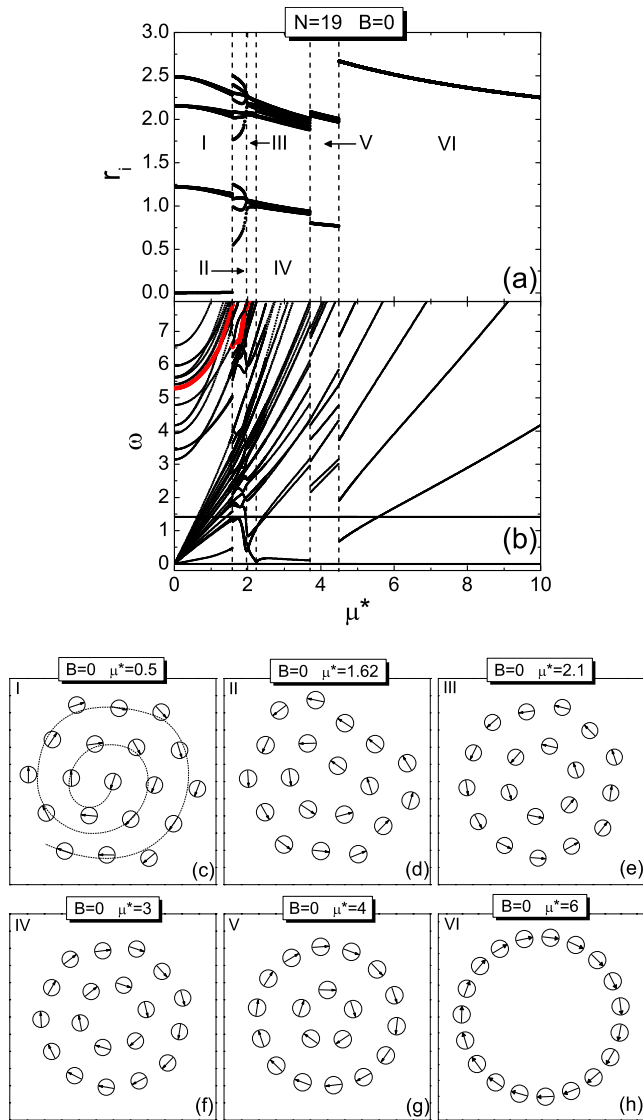 N=19 B=0
3.0
2.5
2.0
1.5
1.0
0.5
0.0
r_i
I
III
V
VI
II
IV
(a)
7
6
5
4
3
2
1
0
ω
(b)
0 2 4 6 8 10
μ*
B=0 μ*=0.5
I
(c)
B=0 μ*=1.62
II
(d)
B=0 μ*=2.1
III
(e)
B=0 μ*=3
IV
(f)
B=0 μ*=4
V
(g)
B=0 μ*=6
VI
(h)